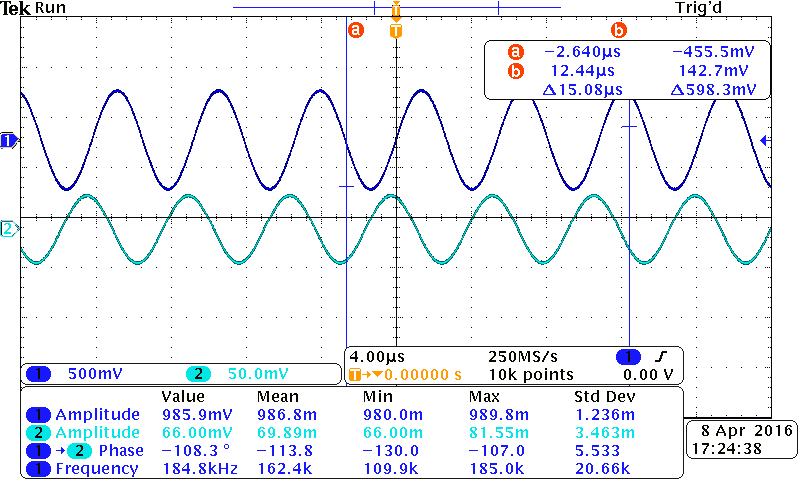 Tek Run Trig'd
T
a T b
a −2.640µs −455.5mV
b 12.44µs 142.7mV
Δ15.08µs Δ598.3mV
1
2
1 500mV 2 50.0mV
4.00µs 250MS/s 1
T→▼0.00000 s 10k points 0.00 V
Value Mean Min Max Std Dev
1 Amplitude 985.9mV 986.8m 980.0m 989.8m 1.236m
2 Amplitude 66.00mV 69.89m 66.00m 81.55m 3.463m
1 → 2 Phase −108.3 ° −113.8 −130.0 −107.0 5.533
1 Frequency 184.8kHz 162.4k 109.9k 185.0k 20.66k
8 Apr 2016
17:24:38